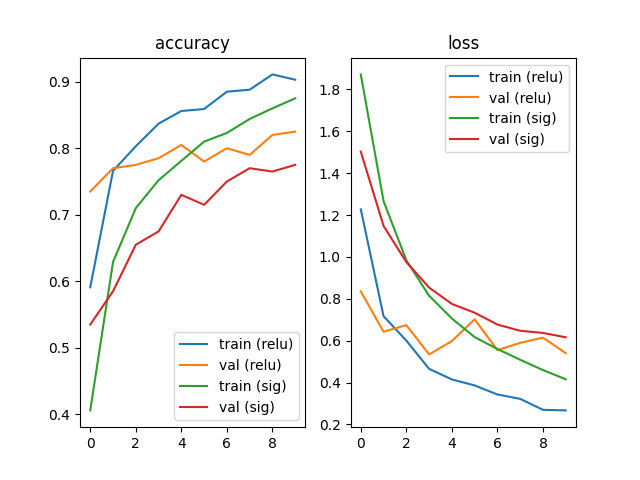 accuracy
0.9
0.8
0.7
0.6
0.5
0.4
0 2 4 6 8
train (relu)
val (relu)
train (sig)
val (sig)
loss
1.8
1.6
1.4
1.2
1.0
0.8
0.6
0.4
0.2
0 2 4 6 8
train (relu)
val (relu)
train (sig)
val (sig)